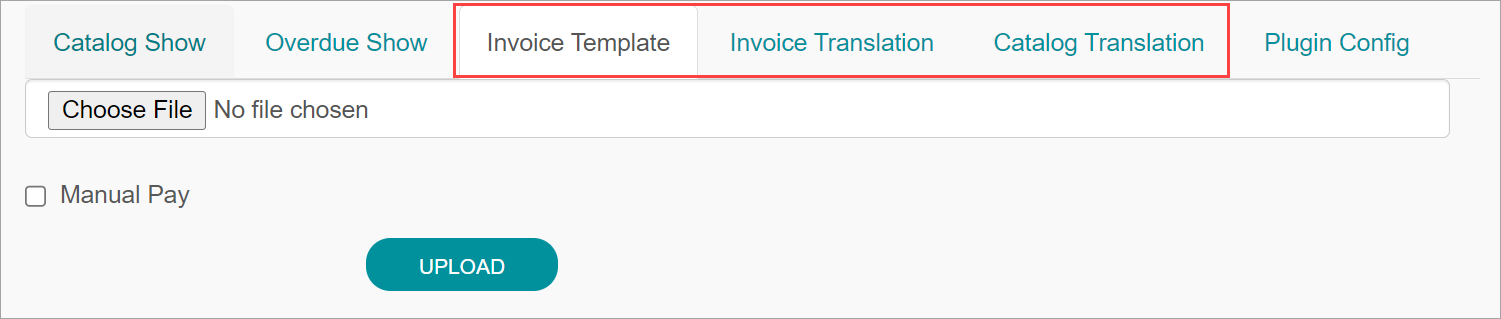 Catalog Show Overdue Show Invoice Template Invoice Translation Catalog Translation Plugin Config
Choose File No file chosen
Manual Pay
UPLOAD